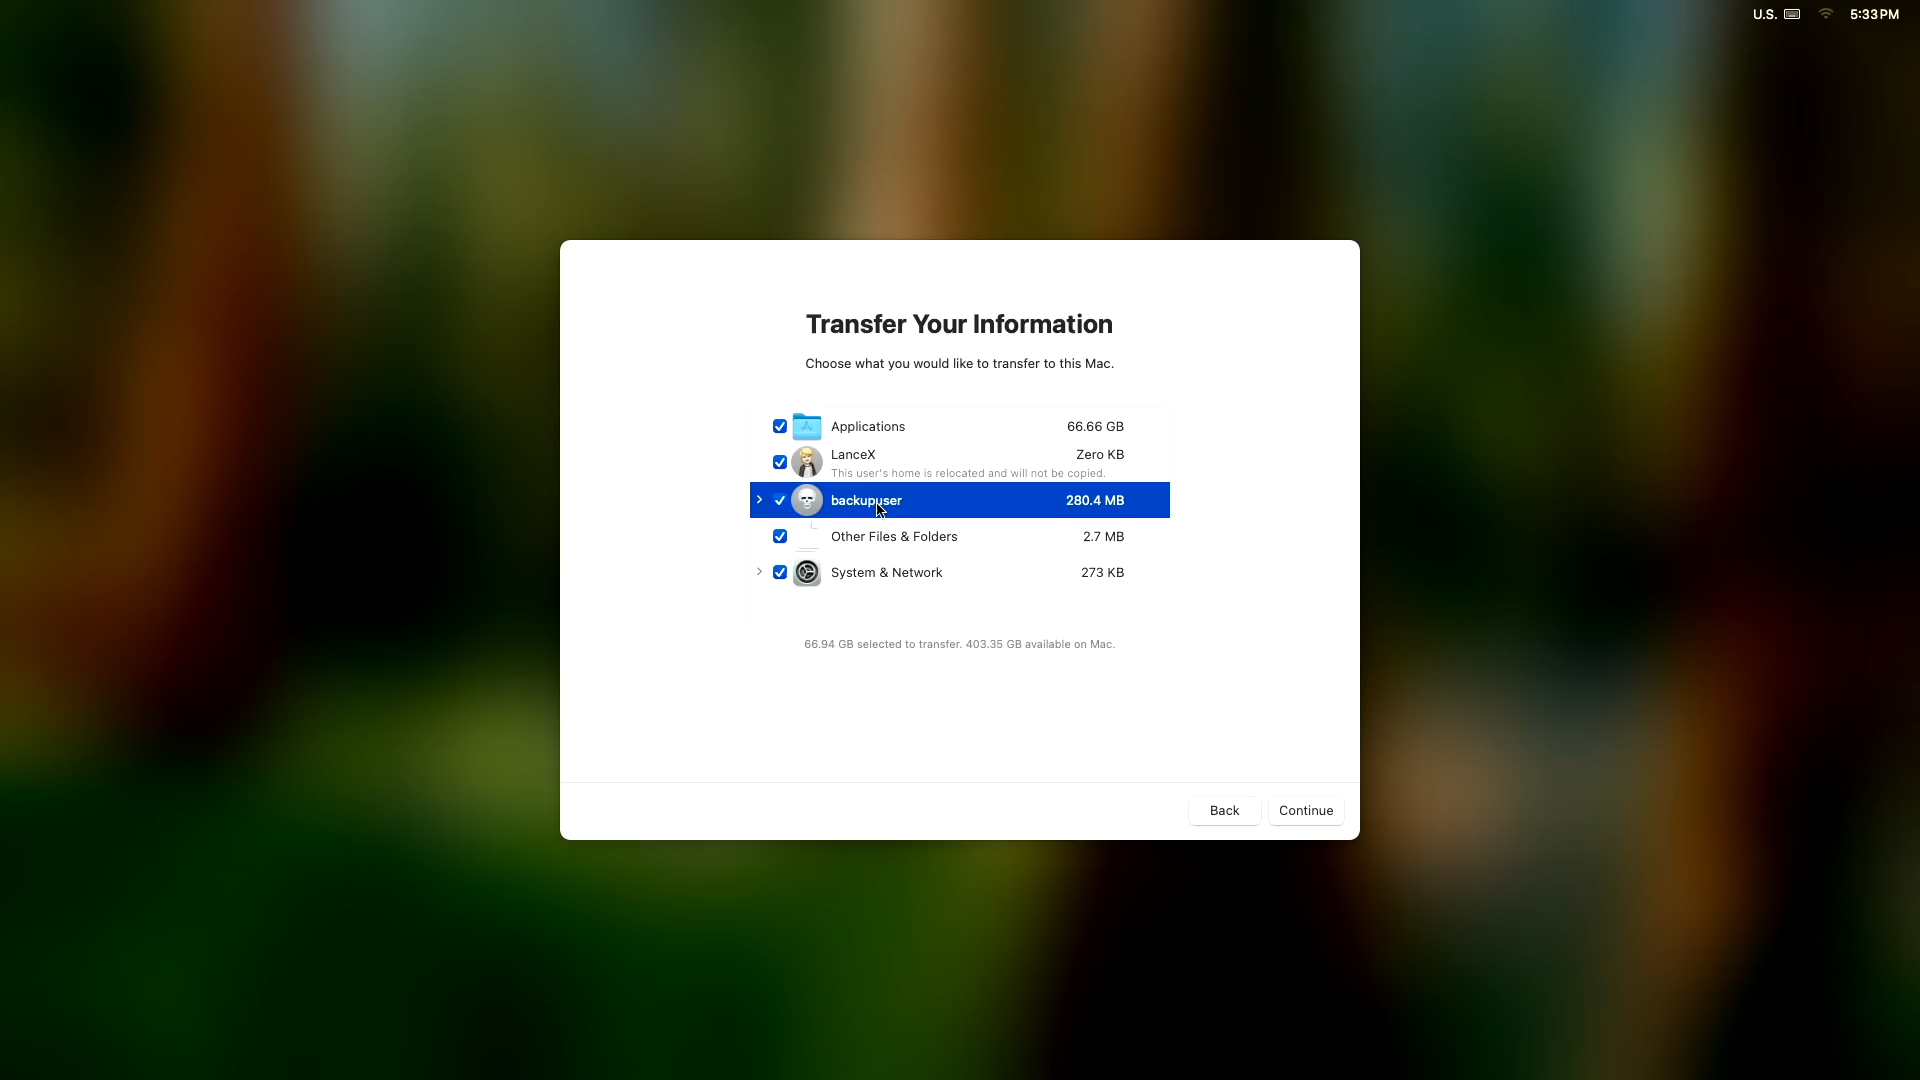 U.S. 5:33 PM
Transfer Your Information
Choose what you would like to transfer to this Mac.
Applications 66.66 GB
LanceX Zero KB
This user's home is relocated and will not be copied.
backupuser 280.4 MB
Other Files & Folders 2.7 MB
System & Network 273 KB
66.94 GB selected to transfer. 403.35 GB available on Mac.
Back Continue